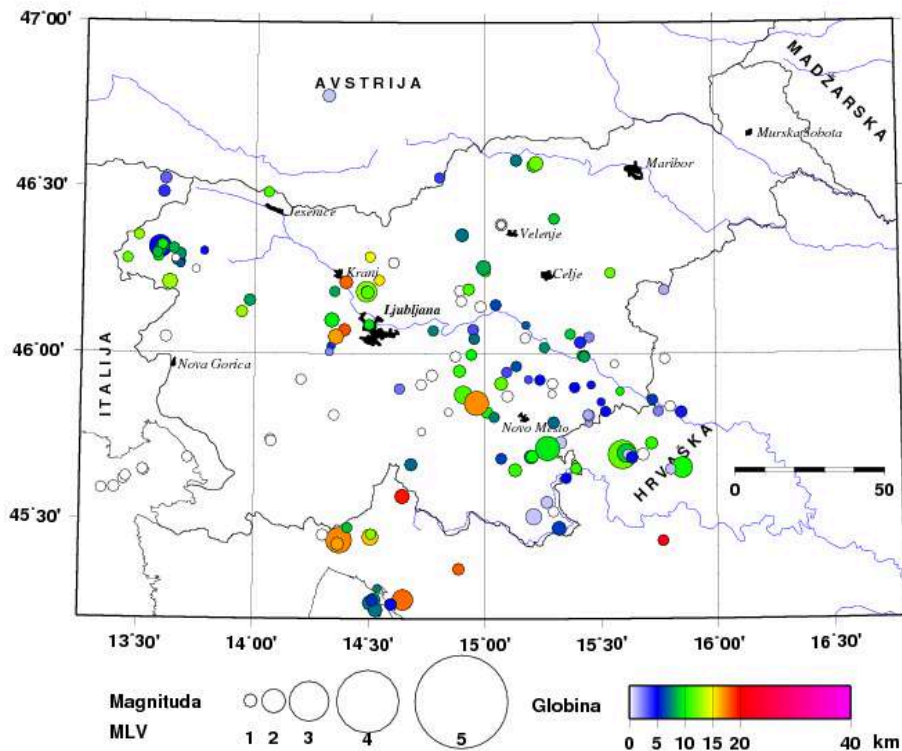 47°00'
46°30'
46°00'
45°30'
AVSTRIJA
MADŽARSKA
Murska Sobota
Maribor
Jesenice
Velenje
Kranj
Celje
Ljubljana
Nova Gorica
ITALIJA
Novo Mesto
HRVAŠKA
0 50
13°30' 14°00' 14°30' 15°00' 15°30' 16°00' 16°30'
Magnituda
MLV
1 2 3 4 5
Globina
0 5 10 15 20 40 km